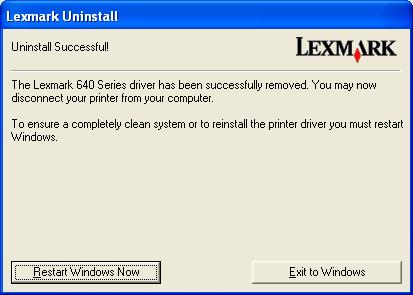 Lexmark Uninstall
Uninstall Successful!
LEXMARK
The Lexmark 640 Series driver has been successfully removed. You may now
disconnect your printer from your computer.
To ensure a completely clean system or to reinstall the printer driver you must restart
Windows.
Restart Windows Now
Exit to Windows